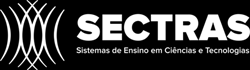 SECTRAS
Sistemas de Ensino em Ciências e Tecnologias